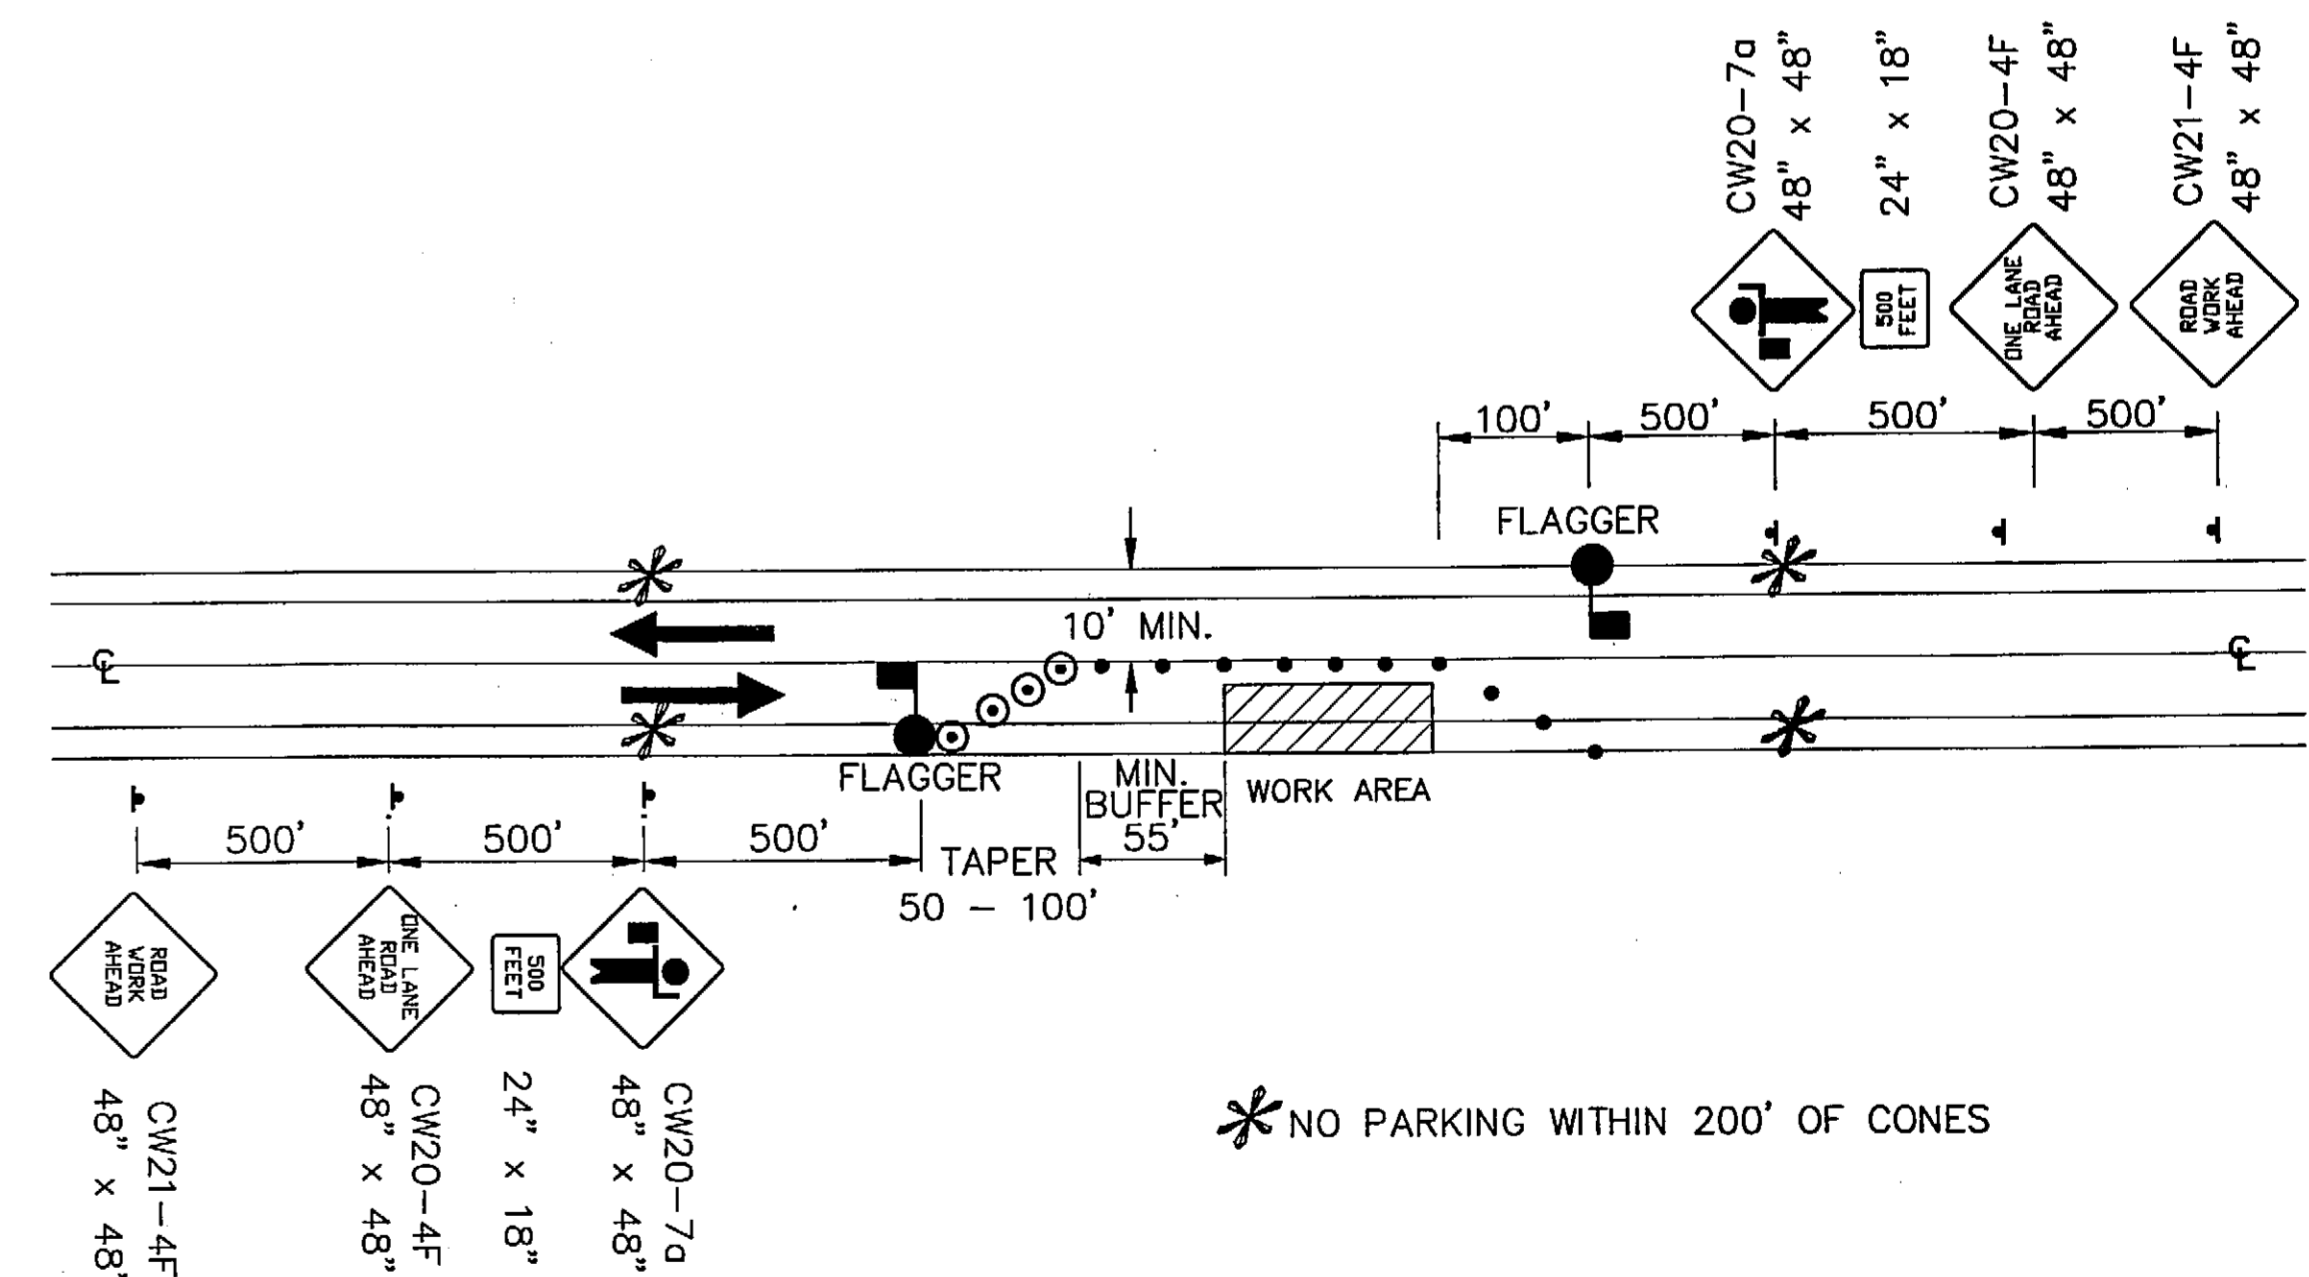 CW20-7a
48" x 48"
24" x 18"
CW20-4F
48" x 48"
CW21-4F
48" x 48"
500
FEET
ONE LANE
ROAD
AHEAD
ROAD
WORK
AHEAD
100'
500'
500'
500'
FLAGGER
10' MIN.
℄
℄
FLAGGER
MIN.
BUFFER
55'
WORK AREA
500'
500'
500'
TAPER
50 - 100'
ROAD
WORK
AHEAD
ONE LANE
ROAD
AHEAD
500
FEET
CW21-4F
48" x 48"
CW20-4F
48" x 48"
24" x 18"
CW20-7a
48" x 48"
NO PARKING WITHIN 200' OF CONES